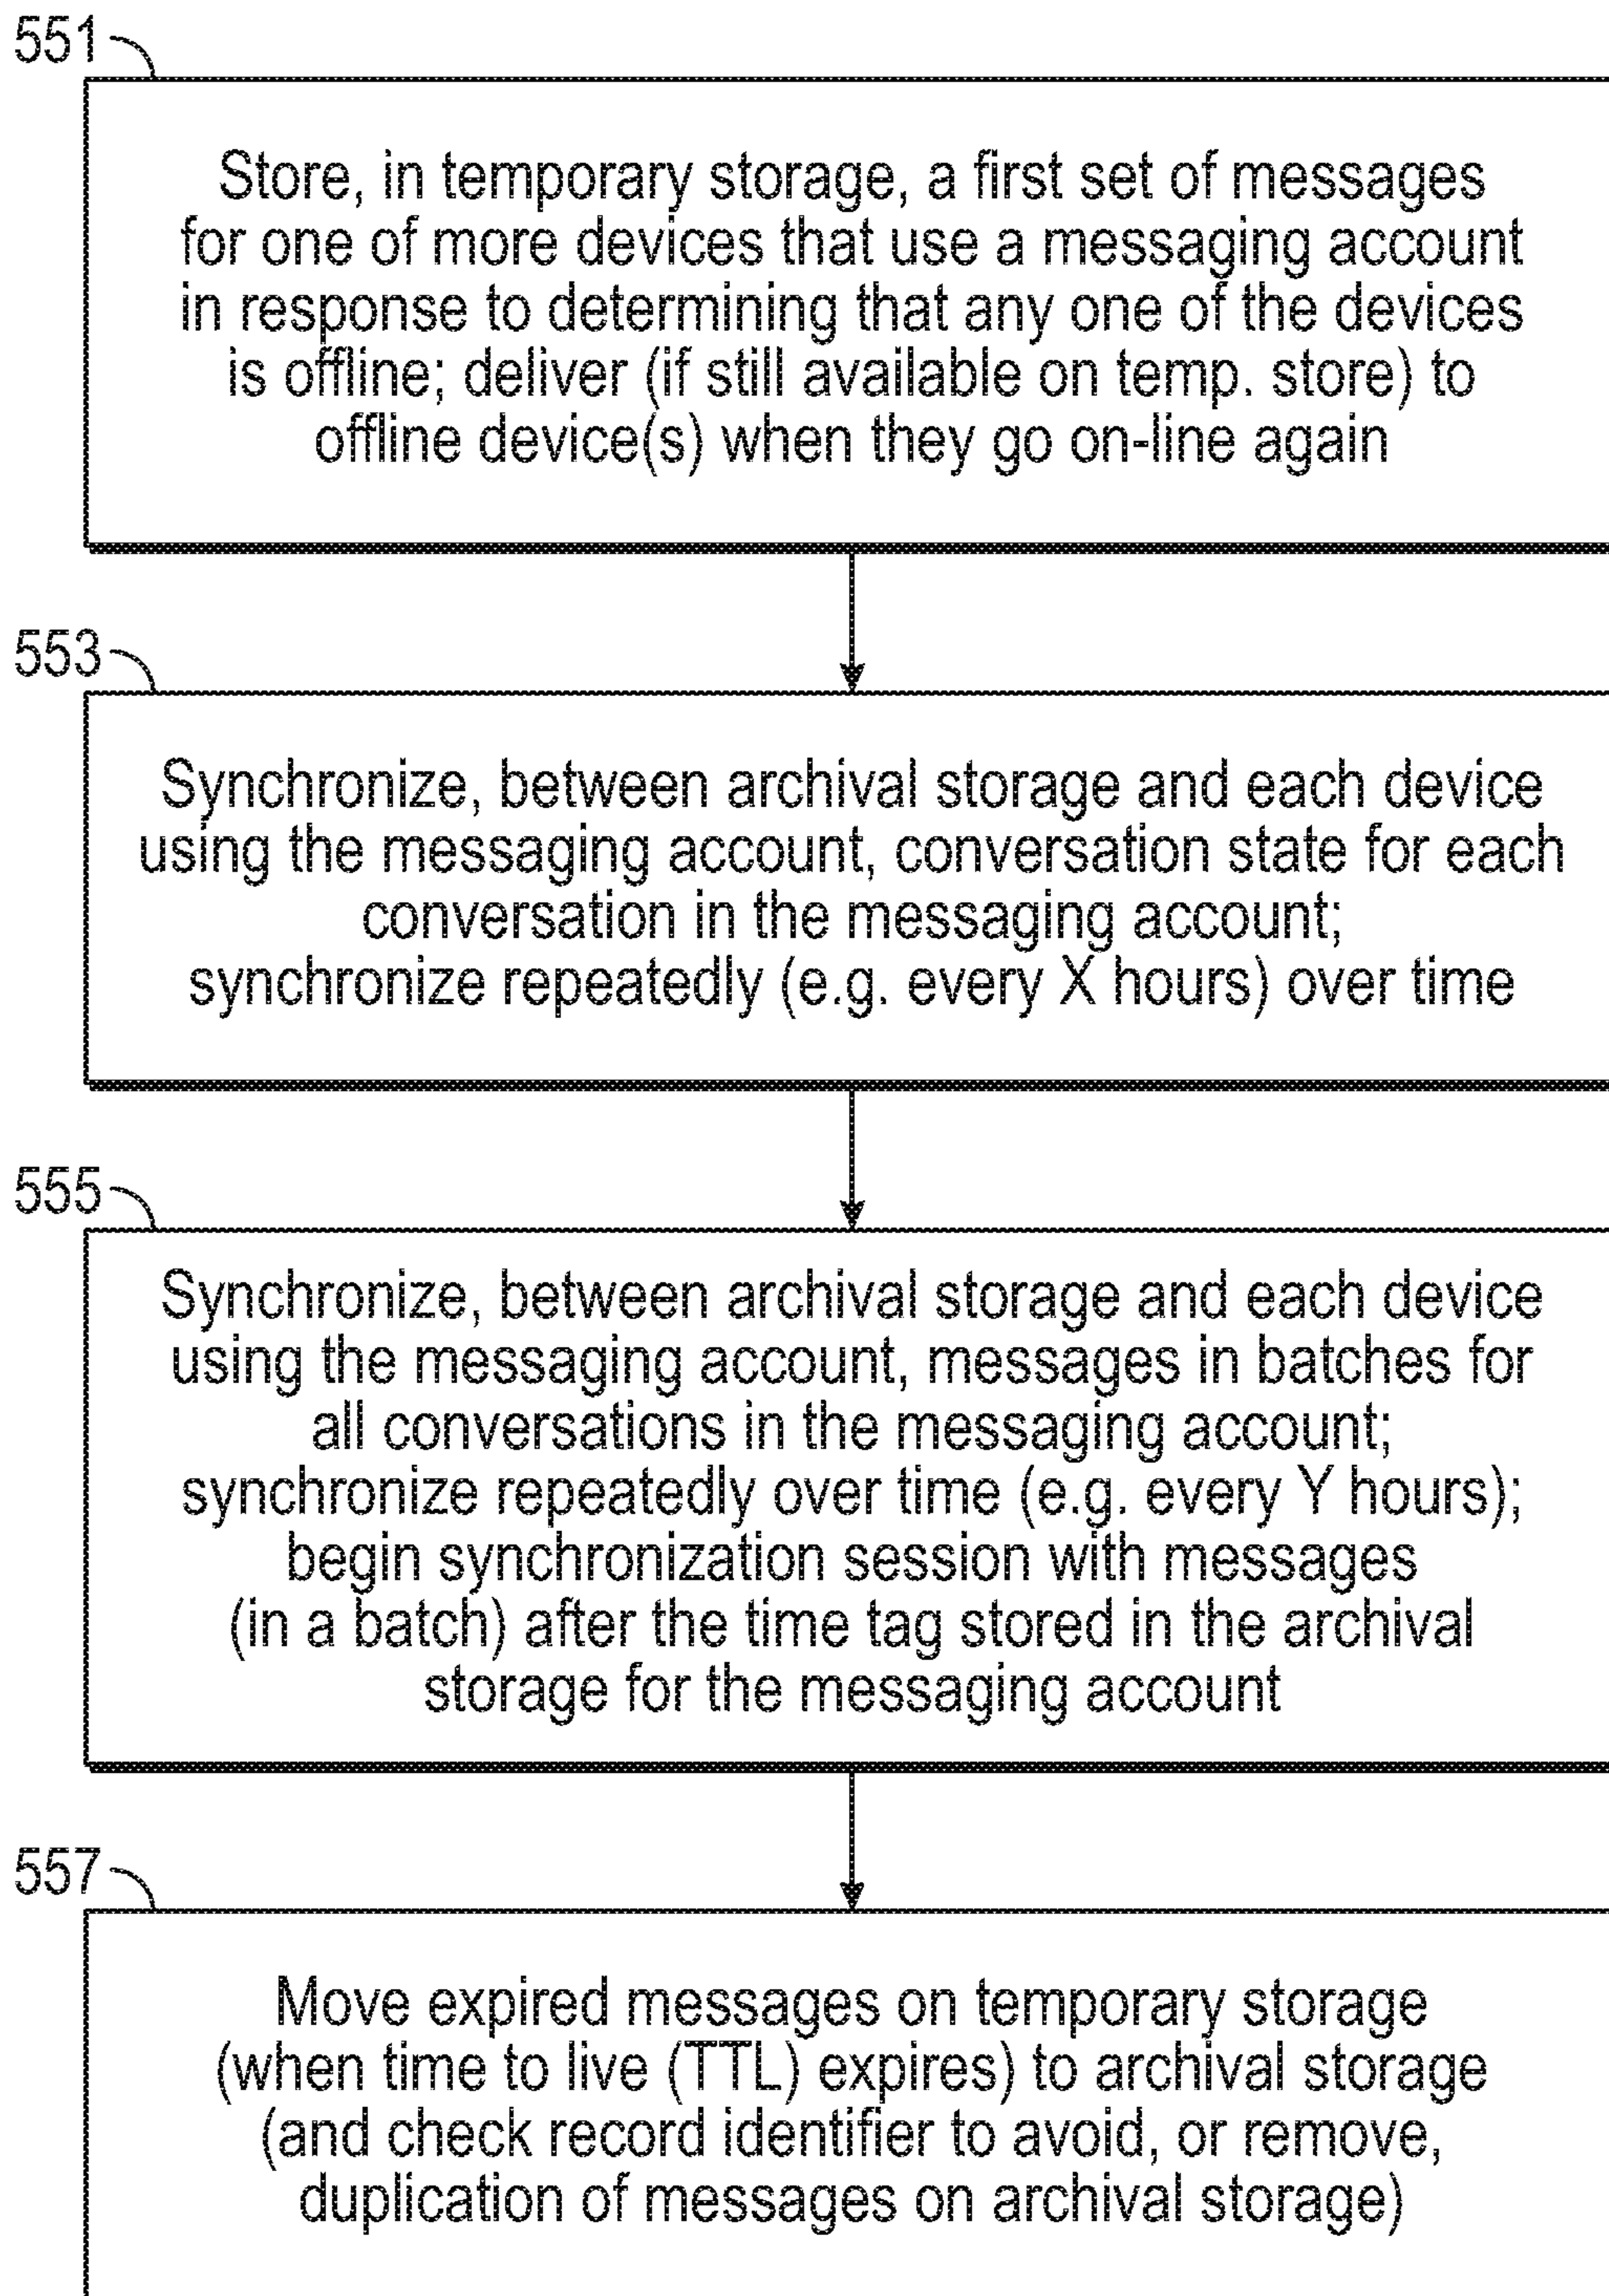 551
Store, in temporary storage, a first set of messages
for one of more devices that use a messaging account
in response to determining that any one of the devices
is offline; deliver (if still available on temp. store) to
offline device(s) when they go on-line again
553
Synchronize, between archival storage and each device
using the messaging account, conversation state for each
conversation in the messaging account;
synchronize repeatedly (e.g. every X hours) over time
555
Synchronize, between archival storage and each device
using the messaging account, messages in batches for
all conversations in the messaging account;
synchronize repeatedly over time (e.g. every Y hours);
begin synchronization session with messages
(in a batch) after the time tag stored in the archival
storage for the messaging account
557
Move expired messages on temporary storage
(when time to live (TTL) expires) to archival storage
(and check record identifier to avoid, or remove,
duplication of messages on archival storage)